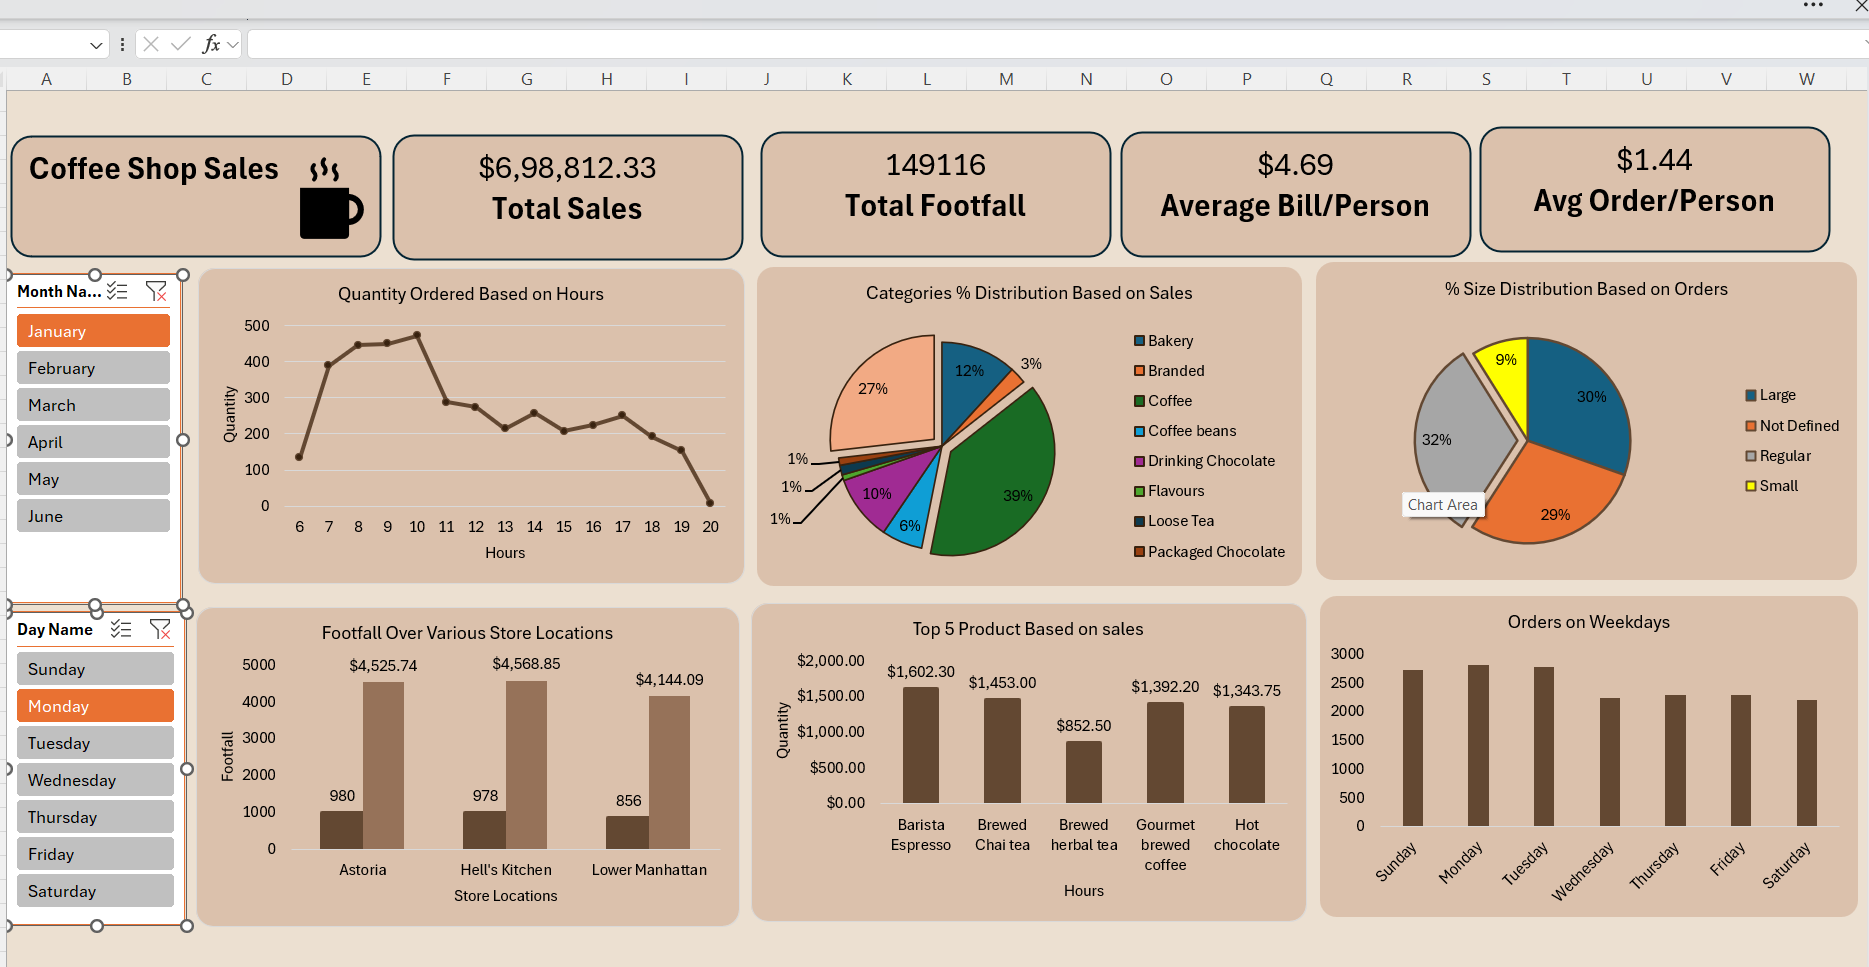 fx
A B C D E F G H I J K L M N O P Q R S T U V W
Coffee Shop Sales
$6,98,812.33
Total Sales
149116
Total Footfall
$4.69
Average Bill/Person
$1.44
Avg Order/Person
Month Na...
January
February
March
April
May
June
Day Name
Sunday
Monday
Tuesday
Wednesday
Thursday
Friday
Saturday
Quantity Ordered Based on Hours
500
400
300
200
100
0
Quantity
6 7 8 9 10 11 12 13 14 15 16 17 18 19 20
Hours
Categories % Distribution Based on Sales
12%
3%
39%
6%
10%
1%
1%
1%
27%
Bakery
Branded
Coffee
Coffee beans
Drinking Chocolate
Flavours
Loose Tea
Packaged Chocolate
% Size Distribution Based on Orders
9%
30%
32%
29%
Chart Area
Large
Not Defined
Regular
Small
Footfall Over Various Store Locations
5000
4000
3000
2000
1000
0
Footfall
$4,525.74
$4,568.85
$4,144.09
980
978
856
Astoria
Hell's Kitchen
Lower Manhattan
Store Locations
Top 5 Product Based on sales
$2,000.00
$1,500.00
$1,000.00
$500.00
$0.00
Quantity
$1,602.30
$1,453.00
$852.50
$1,392.20
$1,343.75
Barista
Espresso
Brewed
Chai tea
Brewed
herbal tea
Gourmet
brewed
coffee
Hot
chocolate
Hours
Orders on Weekdays
3000
2500
2000
1500
1000
500
0
Sunday
Monday
Tuesday
Wednesday
Thursday
Friday
Saturday